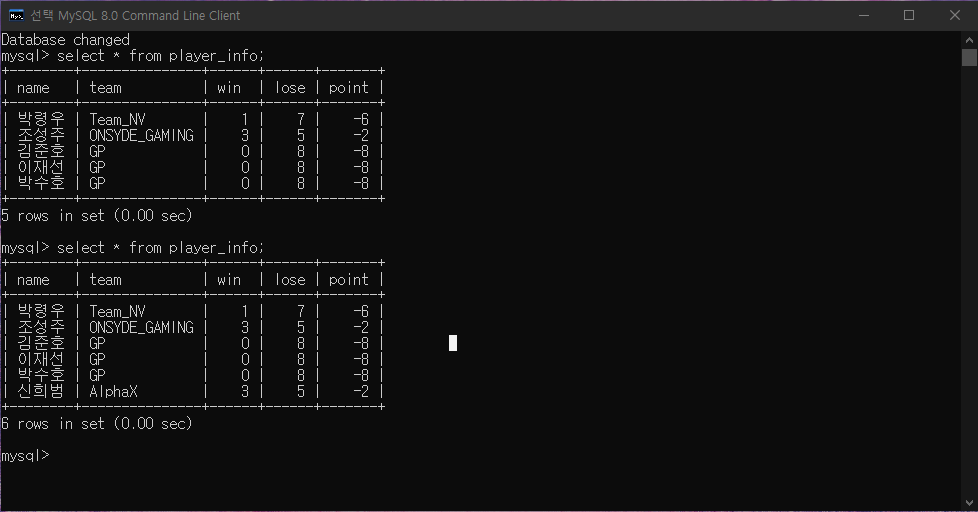 선택 MySQL 8.0 Command Line Client
Database changed
mysql> select * from player_info;
+--------+---------------+------+------+-------+
| name   | team          | win  | lose | point |
+--------+---------------+------+------+-------+
| 박령우 | Team_NV       |    1 |    7 |    -6 |
| 조성주 | ONSYDE_GAMING |    3 |    5 |    -2 |
| 김준호 | GP            |    0 |    8 |    -8 |
| 이재선 | GP            |    0 |    8 |    -8 |
| 박수호 | GP            |    0 |    8 |    -8 |
+--------+---------------+------+------+-------+
5 rows in set (0.00 sec)
mysql> select * from player_info;
+--------+---------------+------+------+-------+
| name   | team          | win  | lose | point |
+--------+---------------+------+------+-------+
| 박령우 | Team_NV       |    1 |    7 |    -6 |
| 조성주 | ONSYDE_GAMING |    3 |    5 |    -2 |
| 김준호 | GP            |    0 |    8 |    -8 |
| 이재선 | GP            |    0 |    8 |    -8 |
| 박수호 | GP            |    0 |    8 |    -8 |
| 신희범 | AlphaX        |    3 |    5 |    -2 |
+--------+---------------+------+------+-------+
6 rows in set (0.00 sec)
mysql>